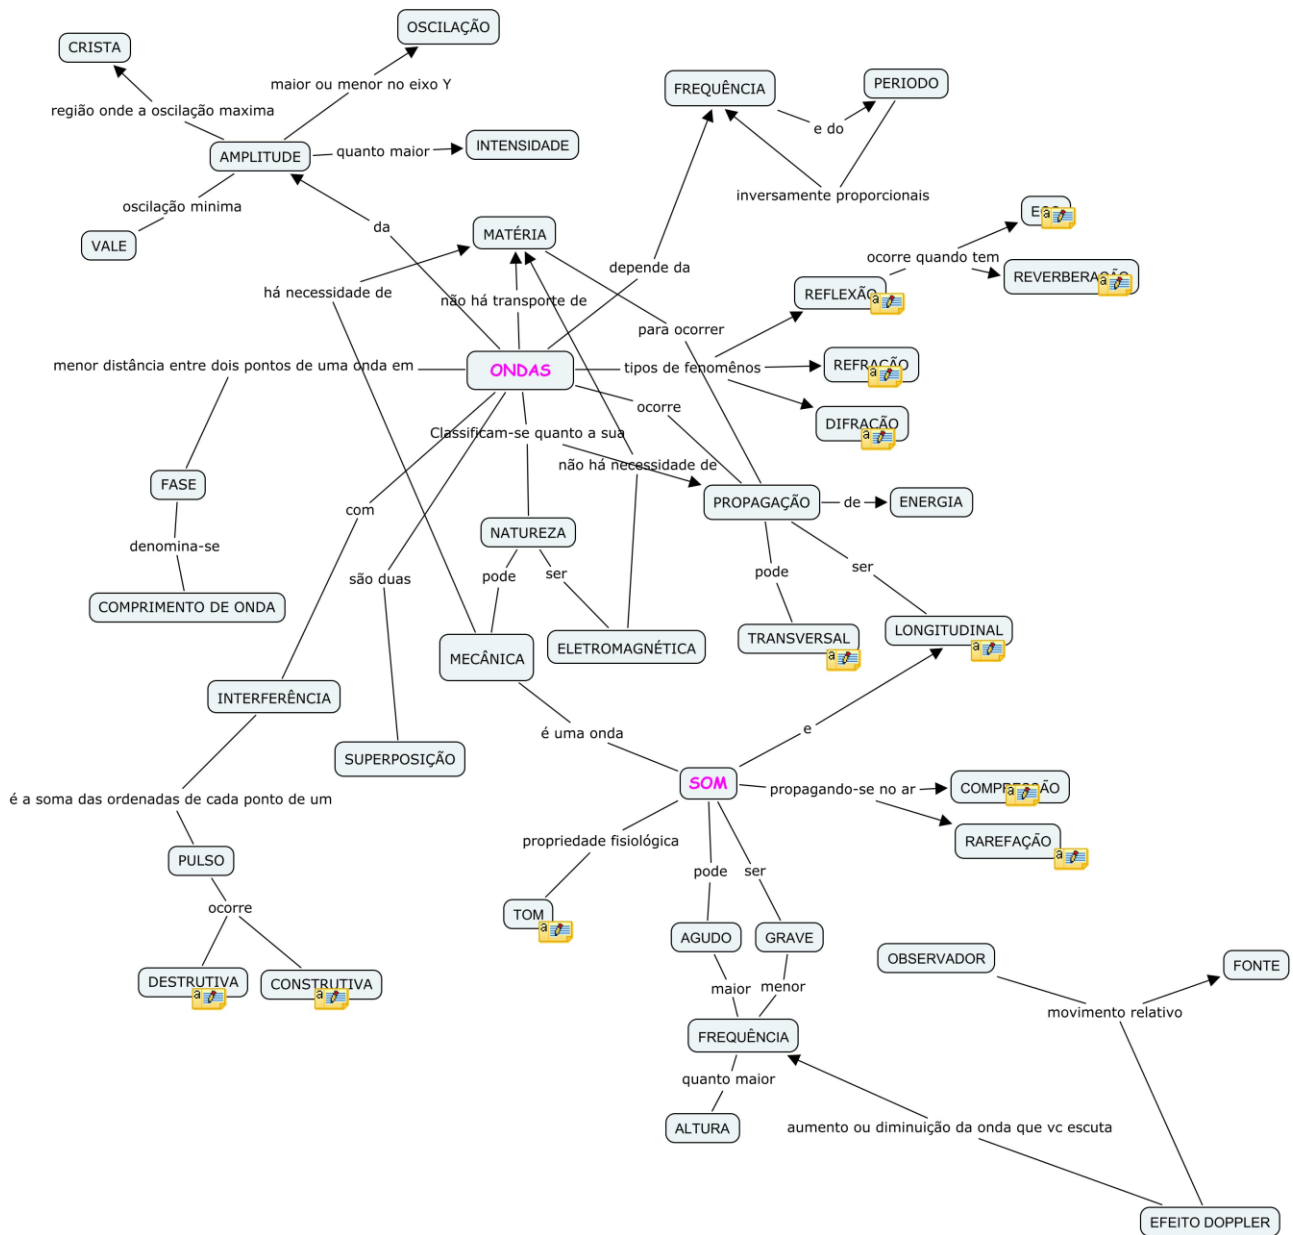 OSCILAÇÃO
CRISTA
maior ou menor no eixo Y
região onde a oscilação maxima
AMPLITUDE
quanto maior
INTENSIDADE
oscilação minima
VALE
da
FREQUÊNCIA
PERIODO
e do
inversamente proporcionais
MATÉRIA
há necessidade de
não há transporte de
depende da
para ocorrer
REFLEXÃO
ocorre quando tem
REVERBERAÇÃO
menor distância entre dois pontos de uma onda em
ONDAS
tipos de fenomênos
REFRAÇÃO
DIFRAÇÃO
ocorre
Classificam-se quanto a sua
não há necessidade de
FASE
denomina-se
COMPRIMENTO DE ONDA
com
são duas
NATUREZA
pode
ser
PROPAGAÇÃO
de
ENERGIA
pode
ser
MECÂNICA
ELETROMAGNÉTICA
TRANSVERSAL
LONGITUDINAL
INTERFERÊNCIA
SUPERPOSIÇÃO
é uma onda
e
SOM
propagando-se no ar
COMPRESSÃO
RAREFAÇÃO
é a soma das ordenadas de cada ponto de um
PULSO
ocorre
DESTRUTIVA
CONSTRUTIVA
propriedade fisiológica
TOM
pode
ser
AGUDO
GRAVE
maior
menor
FREQUÊNCIA
quanto maior
ALTURA
OBSERVADOR
FONTE
movimento relativo
aumento ou diminuição da onda que vc escuta
EFEITO DOPPLER